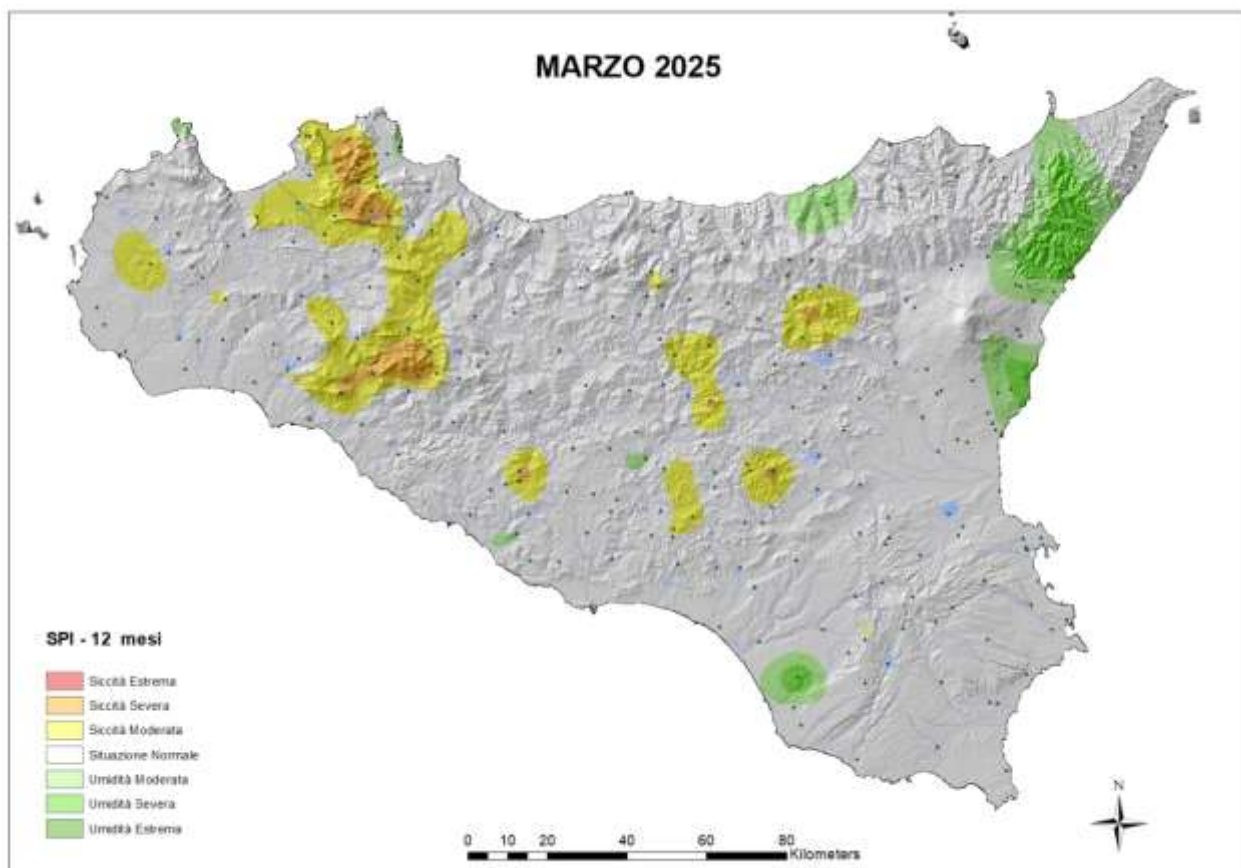 MARZO 2025
SPI - 12 mesi
Siccità Estrema
Siccità Severa
Siccità Moderata
Situazione Normale
Umidità Moderata
Umidità Severa
Umidità Estrema
N
0 10 20 40 60 80
Kilometers